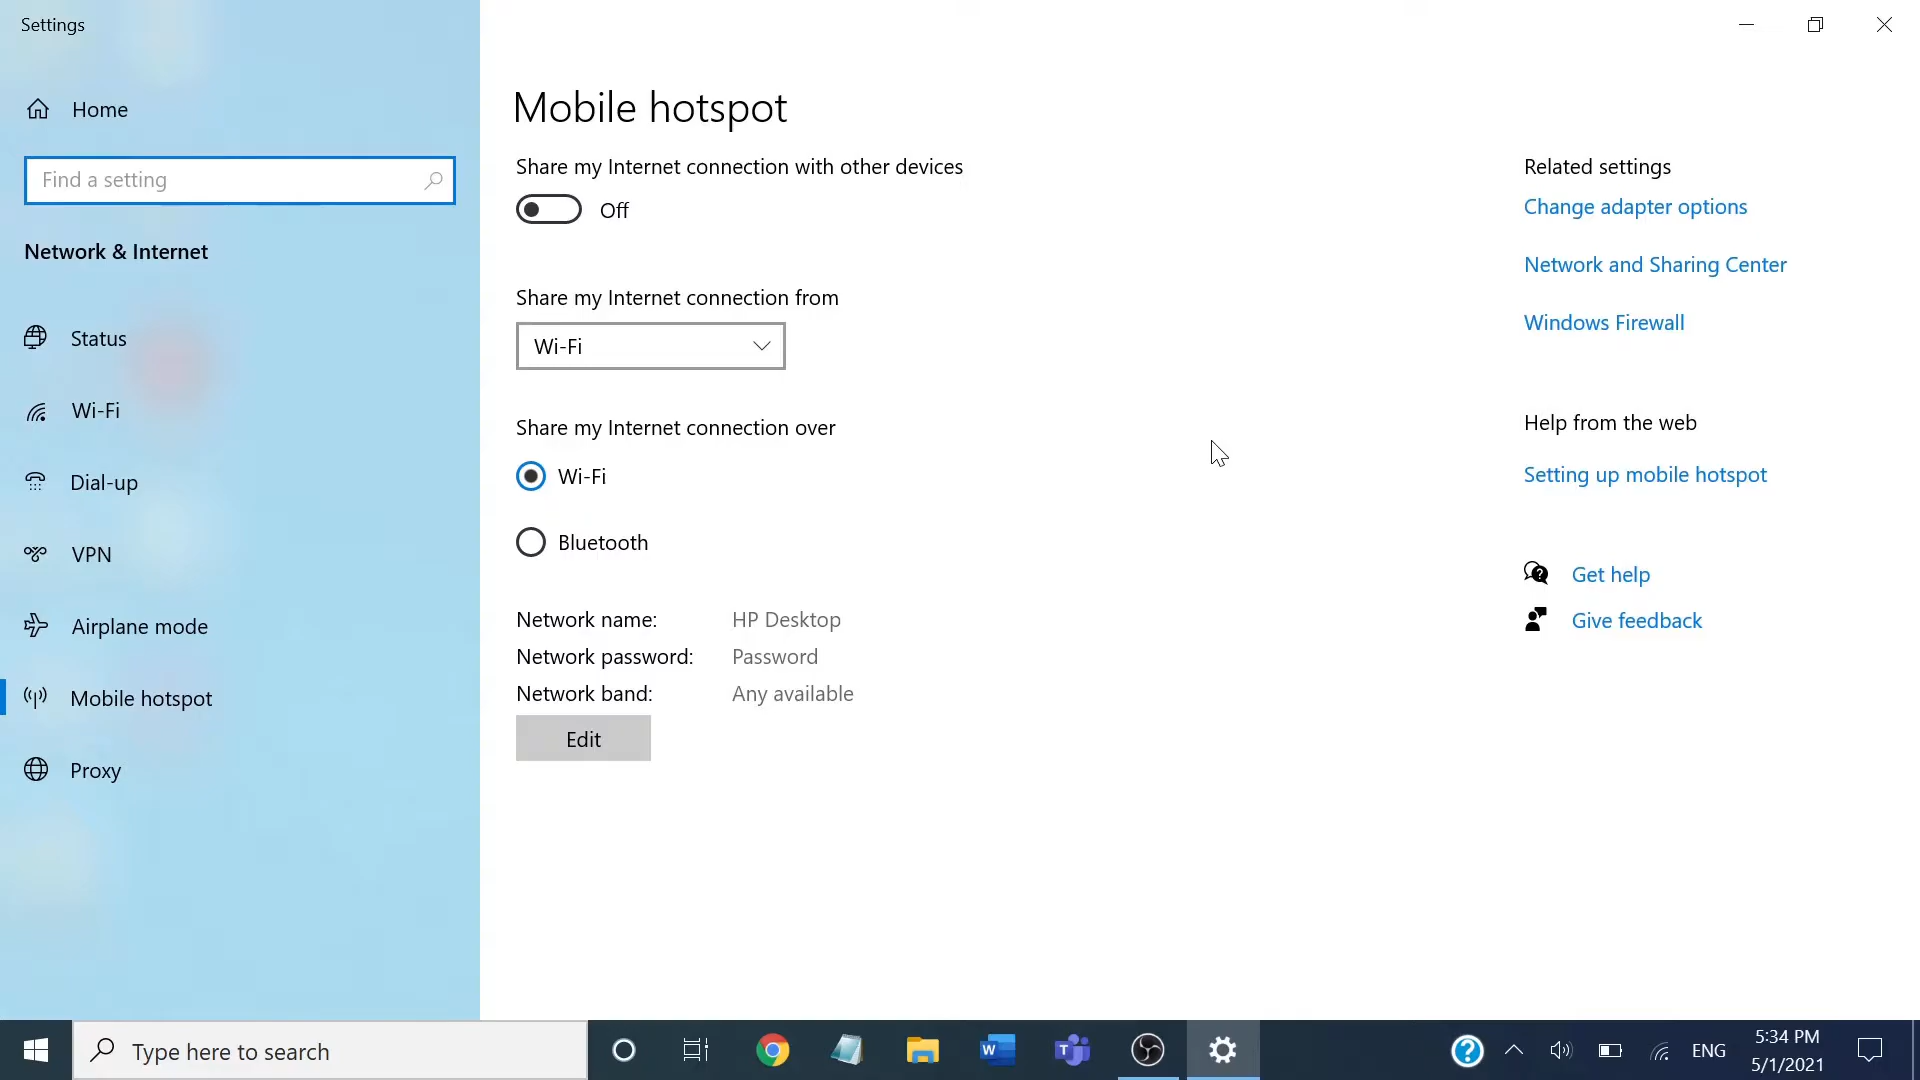 Settings
Home
Find a setting
Network & Internet
Status
Wi-Fi
Dial-up
VPN
Airplane mode
Mobile hotspot
Proxy
Mobile hotspot
Share my Internet connection with other devices
Off
Share my Internet connection from
Wi-Fi
Share my Internet connection over
Wi-Fi
Bluetooth
Network name: HP Desktop
Network password: Password
Network band: Any available
Edit
Related settings
Change adapter options
Network and Sharing Center
Windows Firewall
Help from the web
Setting up mobile hotspot
Get help
Give feedback
Type here to search
ENG
5:34 PM
5/1/2021